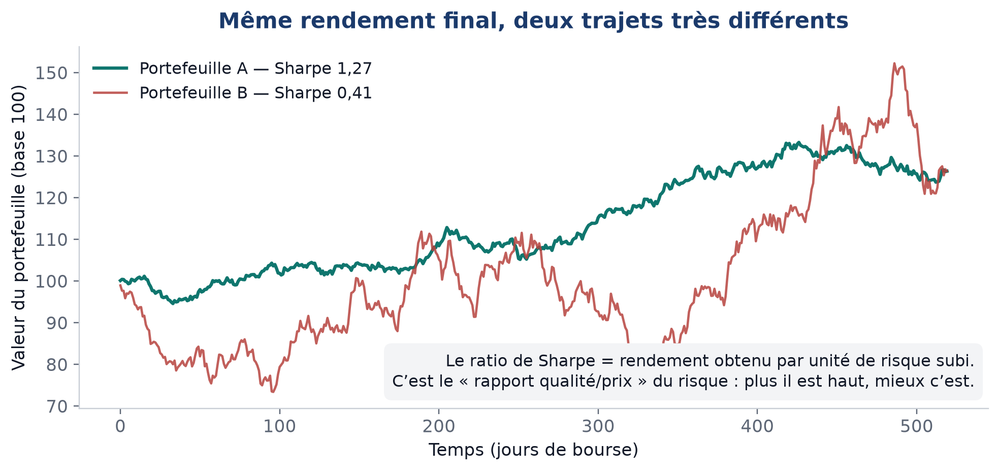 Même rendement final, deux trajets très différents
Portefeuille A — Sharpe 1,27
Portefeuille B — Sharpe 0,41
Valeur du portefeuille (base 100)
150
140
130
120
110
100
90
80
70
Le ratio de Sharpe = rendement obtenu par unité de risque subi.
C’est le « rapport qualité/prix » du risque : plus il est haut, mieux c’est.
0 100 200 300 400 500
Temps (jours de bourse)